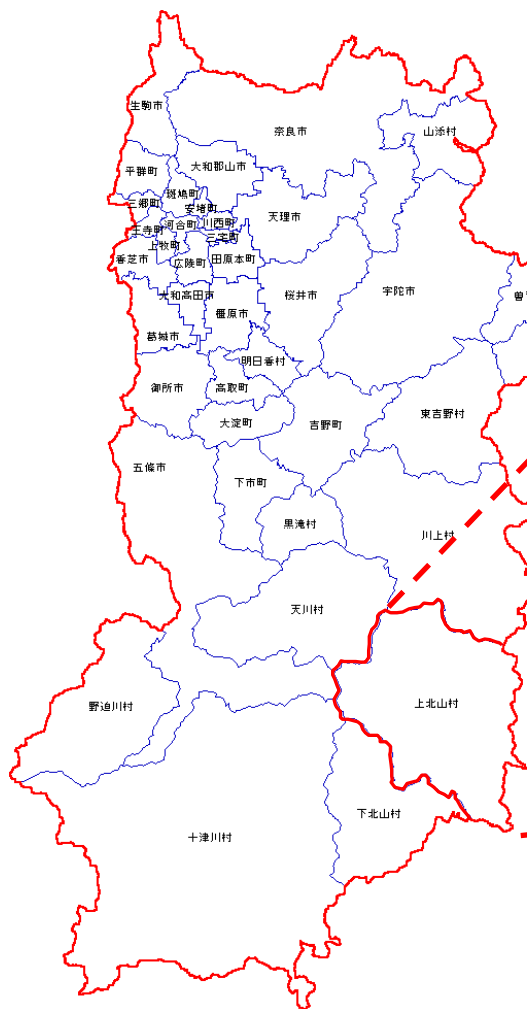 生駒市
奈良市
山添村
平群町
大和郡山市
斑鳩町
三郷町
安堵町
天理市
王寺町
河合町
川西町
三宅町
上牧町
香芝市
広陵町
田原本町
宇陀市
曽
大和高田市
桜井市
橿原市
葛城市
明日香村
御所市
高取町
東吉野村
大淀町
吉野町
五條市
下市町
黒滝村
川上村
天川村
野迫川村
上北山村
下北山村
十津川村